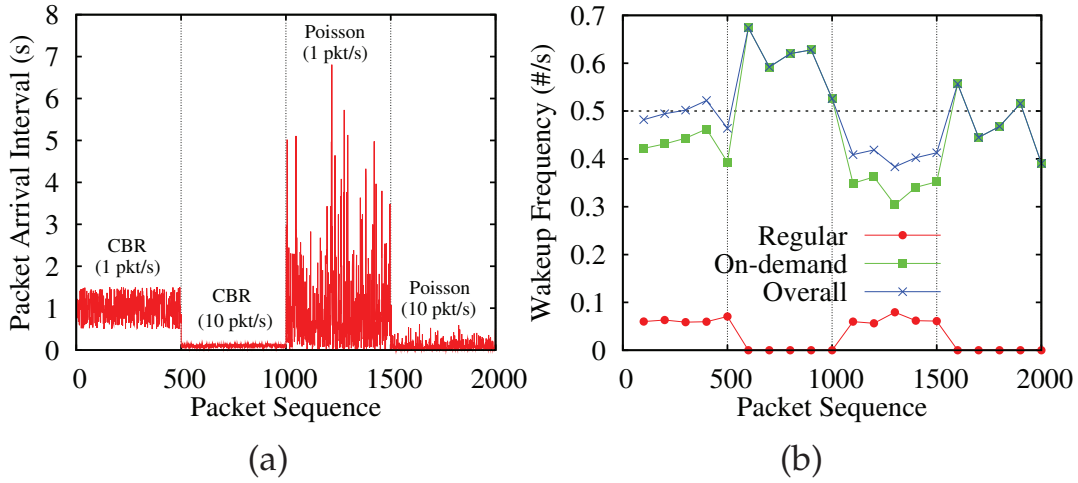 Packet Arrival Interval (s)
8
7
6
5
4
3
2
1
0
CBR
(1 pkt/s)
CBR
(10 pkt/s)
Poisson
(1 pkt/s)
Poisson
(10 pkt/s)
0 500 1000 1500 2000
Packet Sequence
(a)
Wakeup Frequency (#/s)
0.7
0.6
0.5
0.4
0.3
0.2
0.1
0
Regular
On-demand
Overall
0 500 1000 1500 2000
Packet Sequence
(b)